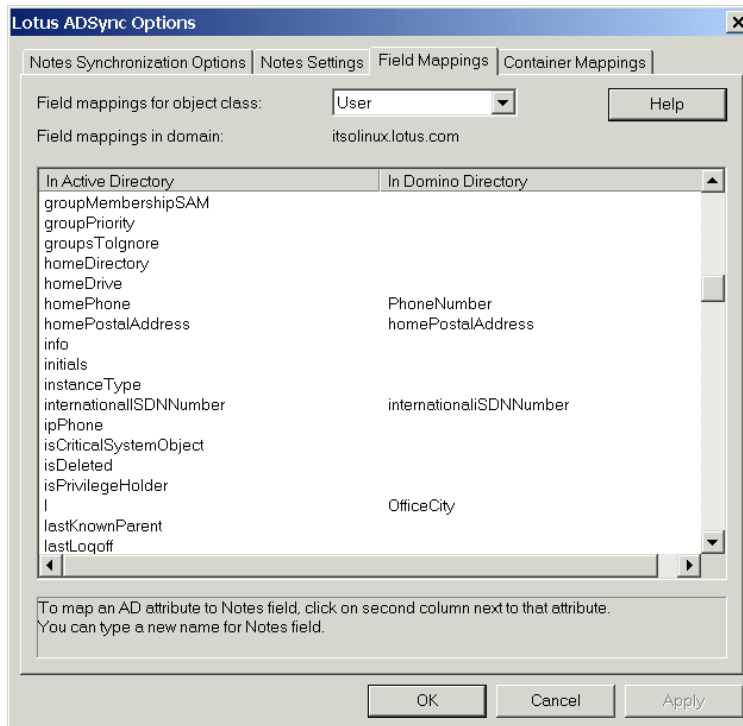 Lotus ADSync Options
Notes Synchronization Options Notes Settings Field Mappings Container Mappings
Field mappings for object class: User Help
Field mappings in domain: itsolinux.lotus.com
In Active Directory In Domino Directory
groupMembershipSAM
groupPriority
groupsToIgnore
homeDirectory
homeDrive
homePhone PhoneNumber
homePostalAddress homePostalAddress
info
initials
instanceType
internationalISDNNumber internationaliSDNNumber
ipPhone
isCriticalSystemObject
isDeleted
isPrivilegeHolder
l OfficeCity
lastKnownParent
lastLogoff
To map an AD attribute to Notes field, click on second column next to that attribute.
You can type a new name for Notes field.
OK Cancel Apply